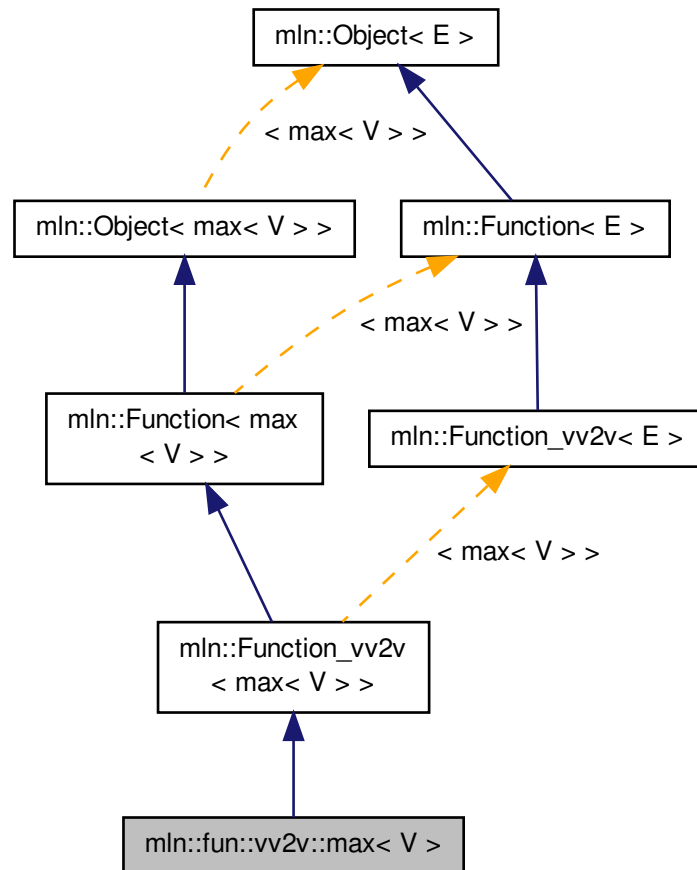 mln::Object< E >
< max< V > >
mln::Object< max< V > >
mln::Function< E >
< max< V > >
mln::Function< max
< V > >
mln::Function_vv2v< E >
< max< V > >
mln::Function_vv2v
< max< V > >
mln::fun::vv2v::max< V >